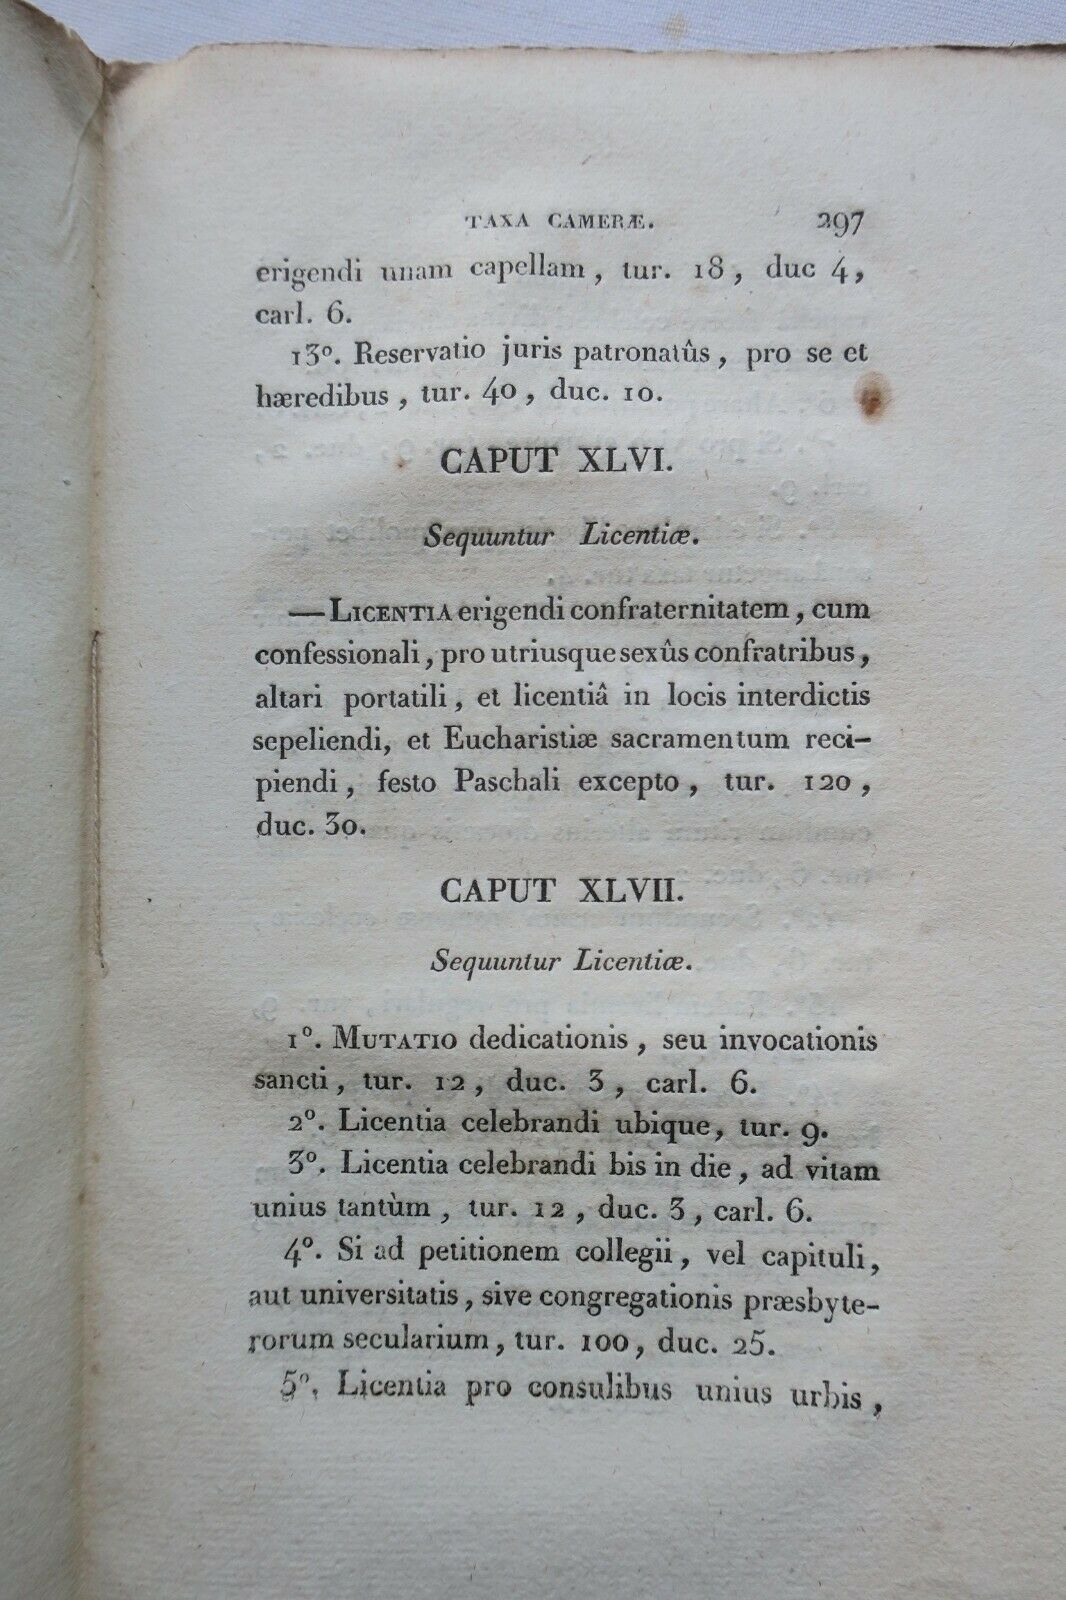 TAXA CAMERÆ. 297
erigendi unam capellam, tur. 18, duc 4,
carl. 6.
13°. Reservatio juris patronatûs, pro se et
hæredibus, tur. 40, duc. 10.
CAPUT XLVI.
Sequuntur Licentiæ.
—LICENTIA erigendi confraternitatem, cum
confessionali, pro utriusque sexûs confratribus,
altari portatili, et licentiâ in locis interdictis
sepeliendi, et Eucharistiæ sacramentum reci-
piendi, festo Paschali excepto, tur. 120,
duc. 30.
CAPUT XLVII.
Sequuntur Licentiæ.
1°. MUTATIO dedicationis, seu invocationis
sancti, tur. 12, duc. 3, carl. 6.
2°. Licentia celebrandi ubique, tur. 9.
3°. Licentia celebrandi bis in die, ad vitam
unius tantùm, tur. 12, duc. 3, carl. 6.
4°. Si ad petitionem collegii, vel capituli,
aut universitatis, sive congregationis præsbyte-
rorum secularium, tur. 100, duc. 25.
5°. Licentia pro consulibus unius urbis,